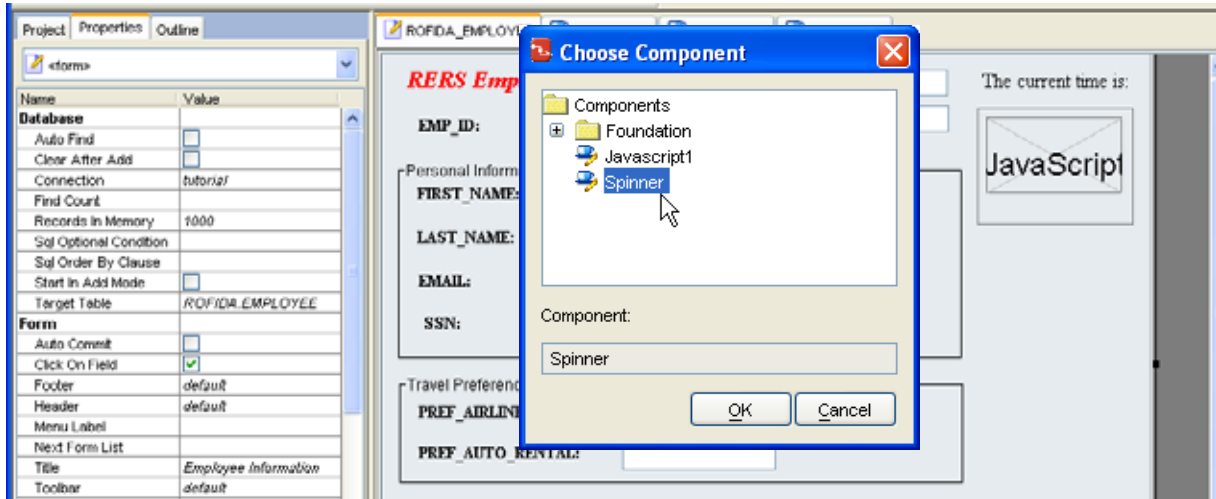 Project Properties Outline
<form>
Name Value
Database
Auto Find
Clear After Add
Connection tutorial
Find Count
Records In Memory 1000
Sql Optional Condition
Sql Order By Clause
Start In Add Mode
Target Table ROFIDA.EMPLOYEE
Form
Auto Commit
Click On Field
Footer default
Header default
Menu Label
Next Form List
Title Employee Information
Toolbar default
ROFIDA_EMPLOY
RERS Emp
EMP_ID:
Personal Inform
FIRST_NAME:
LAST_NAME:
EMAIL:
SSN:
Travel Preferenc
PREF_AIRLIN
PREF_AUTO_RENTAL:
Choose Component
Components
Foundation
Javascript1
Spinner
Component:
Spinner
OK Cancel
The current time is:
JavaScript